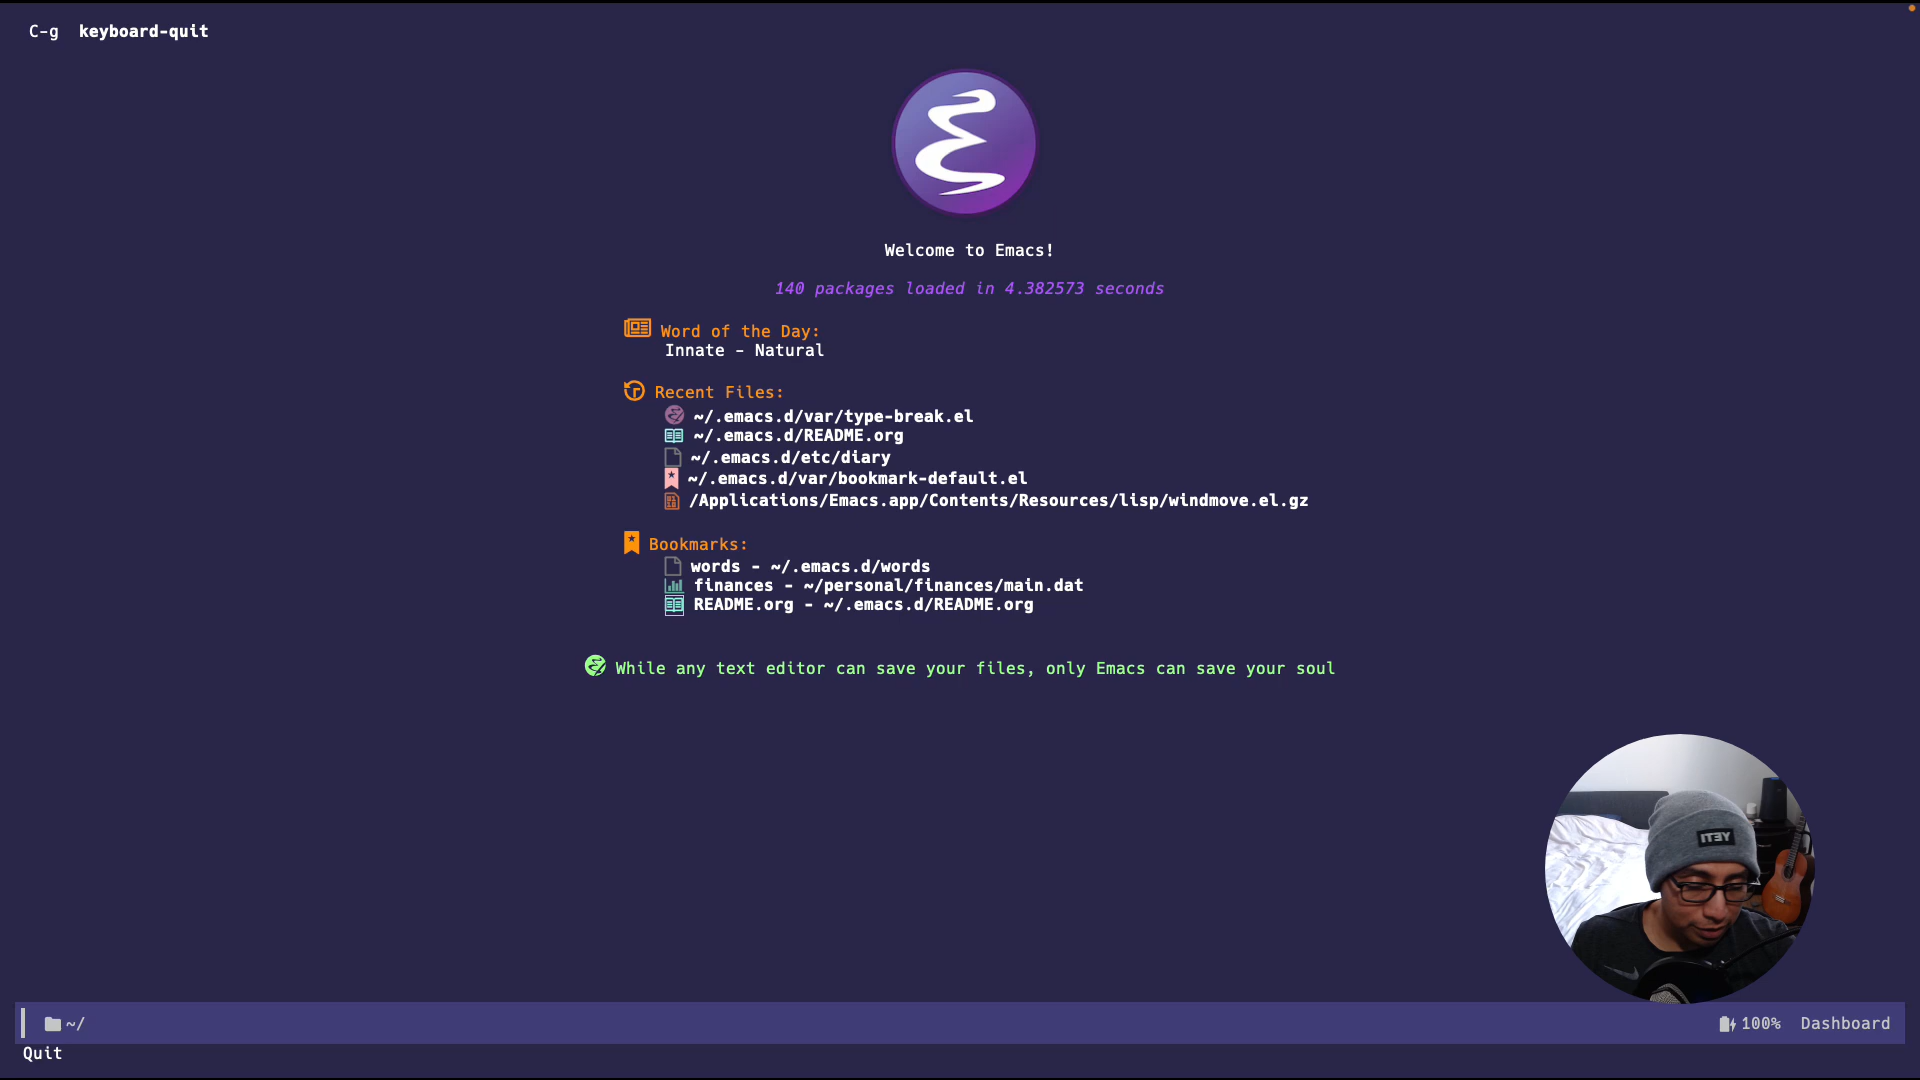 C-g keyboard-quit
Welcome to Emacs!
140 packages loaded in 4.382573 seconds
Word of the Day:
Innate - Natural
Recent Files:
~/.emacs.d/var/type-break.el
~/.emacs.d/README.org
~/.emacs.d/etc/diary
~/.emacs.d/var/bookmark-default.el
/Applications/Emacs.app/Contents/Resources/lisp/windmove.el.gz
Bookmarks:
words - ~/.emacs.d/words
finances - ~/personal/finances/main.dat
README.org - ~/.emacs.d/README.org
While any text editor can save your files, only Emacs can save your soul
YETI
~/
100% Dashboard
Quit